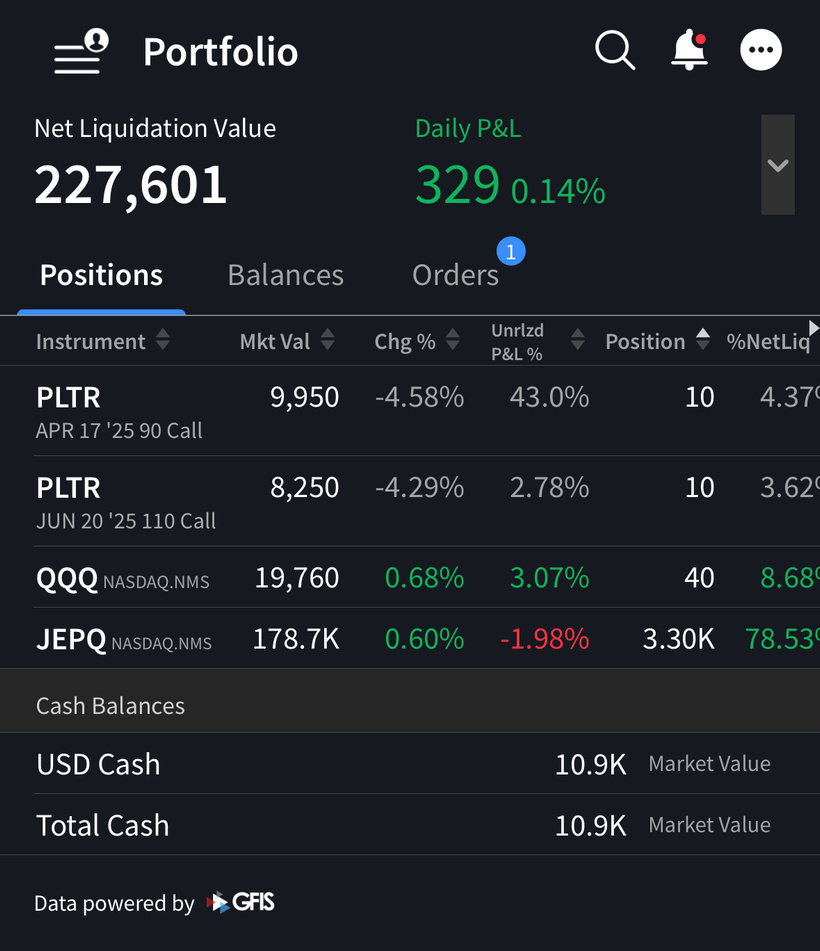 Portfolio
Net Liquidation Value Daily P&L
227,601 329 0.14%
Positions Balances Orders 1
Instrument Mkt Val Chg % Unrlzd P&L % Position %NetLiq
PLTR 9,950 -4.58% 43.0% 10 4.37%
APR 17 '25 90 Call
PLTR 8,250 -4.29% 2.78% 10 3.62%
JUN 20 '25 110 Call
QQQ NASDAQ.NMS 19,760 0.68% 3.07% 40 8.68%
JEPQ NASDAQ.NMS 178.7K 0.60% -1.98% 3.30K 78.53%
Cash Balances
USD Cash 10.9K Market Value
Total Cash 10.9K Market Value
Data powered by GFIS